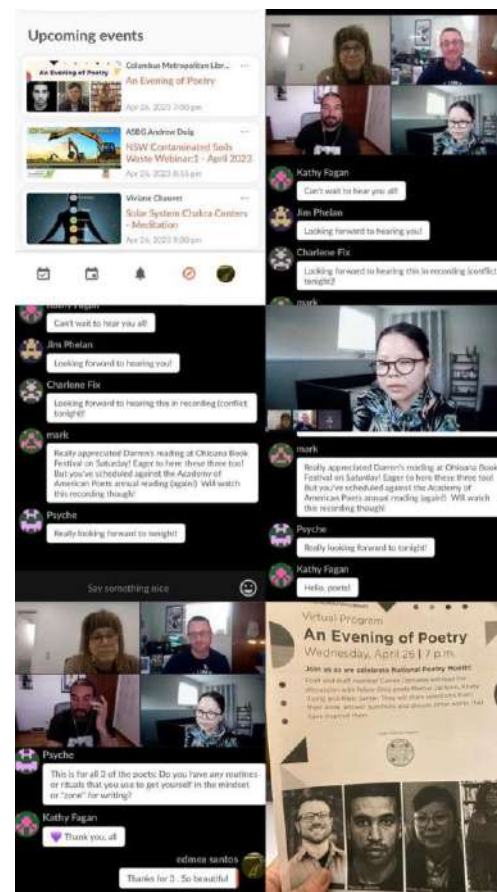 Upcoming events
Columbus Metropolitan Libr...
An Evening of Poetry
An Evening of Poetry
Apr 26, 2023 7:00 pm
ASBG Andrew Doig
NSW Contaminated Soils
Waste Webinar:1 - April 2023
Apr 26, 2023
Viviane Chauvet
Solar System Chakra Centers
- Meditation
Apr 26, 2023 8:00 pm
Kathy Fagan
Can't wait to hear you all!
Jim Phelan
Looking forward to hearing you!
Charlene Fix
Looking forward to hearing this in recording (conflict
tonight)!
mark
Kathy Fagan
Can't wait to hear you all!
Jim Phelan
Looking forward to hearing you!
Charlene Fix
Looking forward to hearing this in recording (conflict
tonight)!
mark
Really appreciated Darren's reading at Ohioana Book
Festival on Saturday! Eager to here these three too!
But you've scheduled against the Academy of
American Poets annual reading (again!) Will watch
this recording though!
Psyche
Really looking forward to tonight!
Say something nice
mark
Really appreciated Darren's reading at Ohioana Book
Festival on Saturday! Eager to here these three too!
But you've scheduled against the Academy of
American Poets annual reading (again!) Will watch
this recording though!
Psyche
Really looking forward to tonight!
Kathy Fagan
Hello, poets!
Psyche
This is for all 3 of the poets: Do you have any routines
or rituals that you use to get yourself in the mindset
or "zone" for writing?
Kathy Fagan
💜 Thank you, all
edmea santos
Thanks for 3 . So beautiful
Virtual Program
An Evening of Poetry
Wednesday, April 26 | 7 p.m.
Join us as we celebrate National Poetry Month!